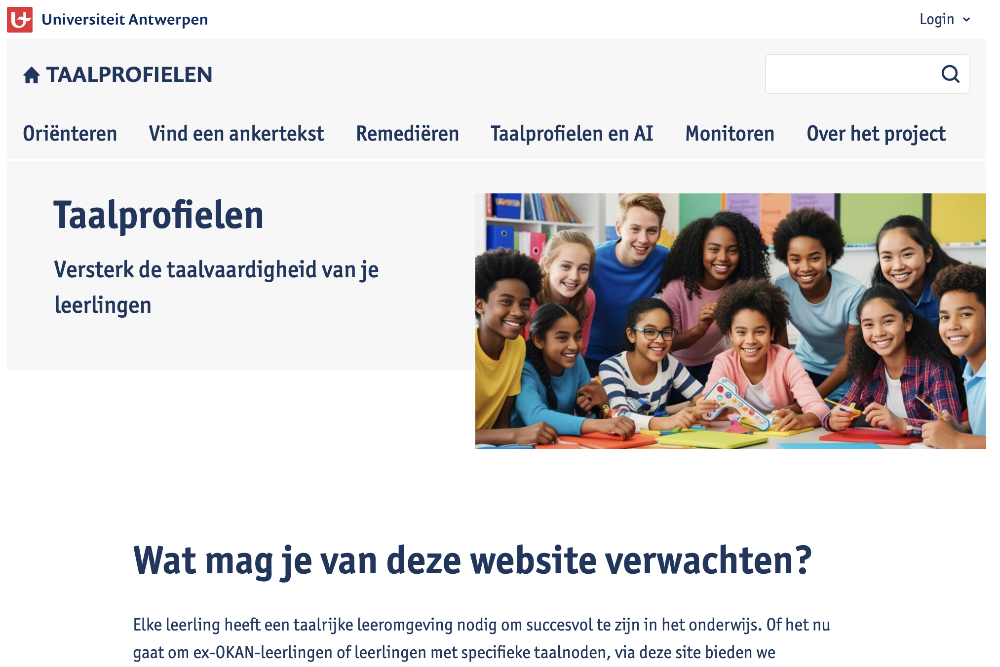 Universiteit Antwerpen
Login
TAALPROFIELEN
Oriënteren Vind een ankertekst Remediëren Taalprofielen en AI Monitoren Over het project
Taalprofielen
Versterk de taalvaardigheid van je
leerlingen
Wat mag je van deze website verwachten?
Elke leerling heeft een taalrijke leeromgeving nodig om succesvol te zijn in het onderwijs. Of het nu
gaat om ex-OKAN-leerlingen of leerlingen met specifieke taalnoden, via deze site bieden we